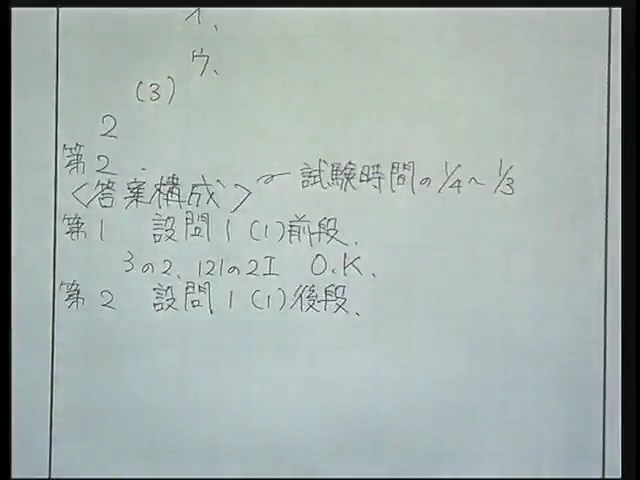 イ、
ウ、
(3)
2
第2.
<答案構成> 試験時間の1/4~1/3
第1 設問1(1)前段、
3の2、121の2I O.K、
第2 設問1(1)後段、